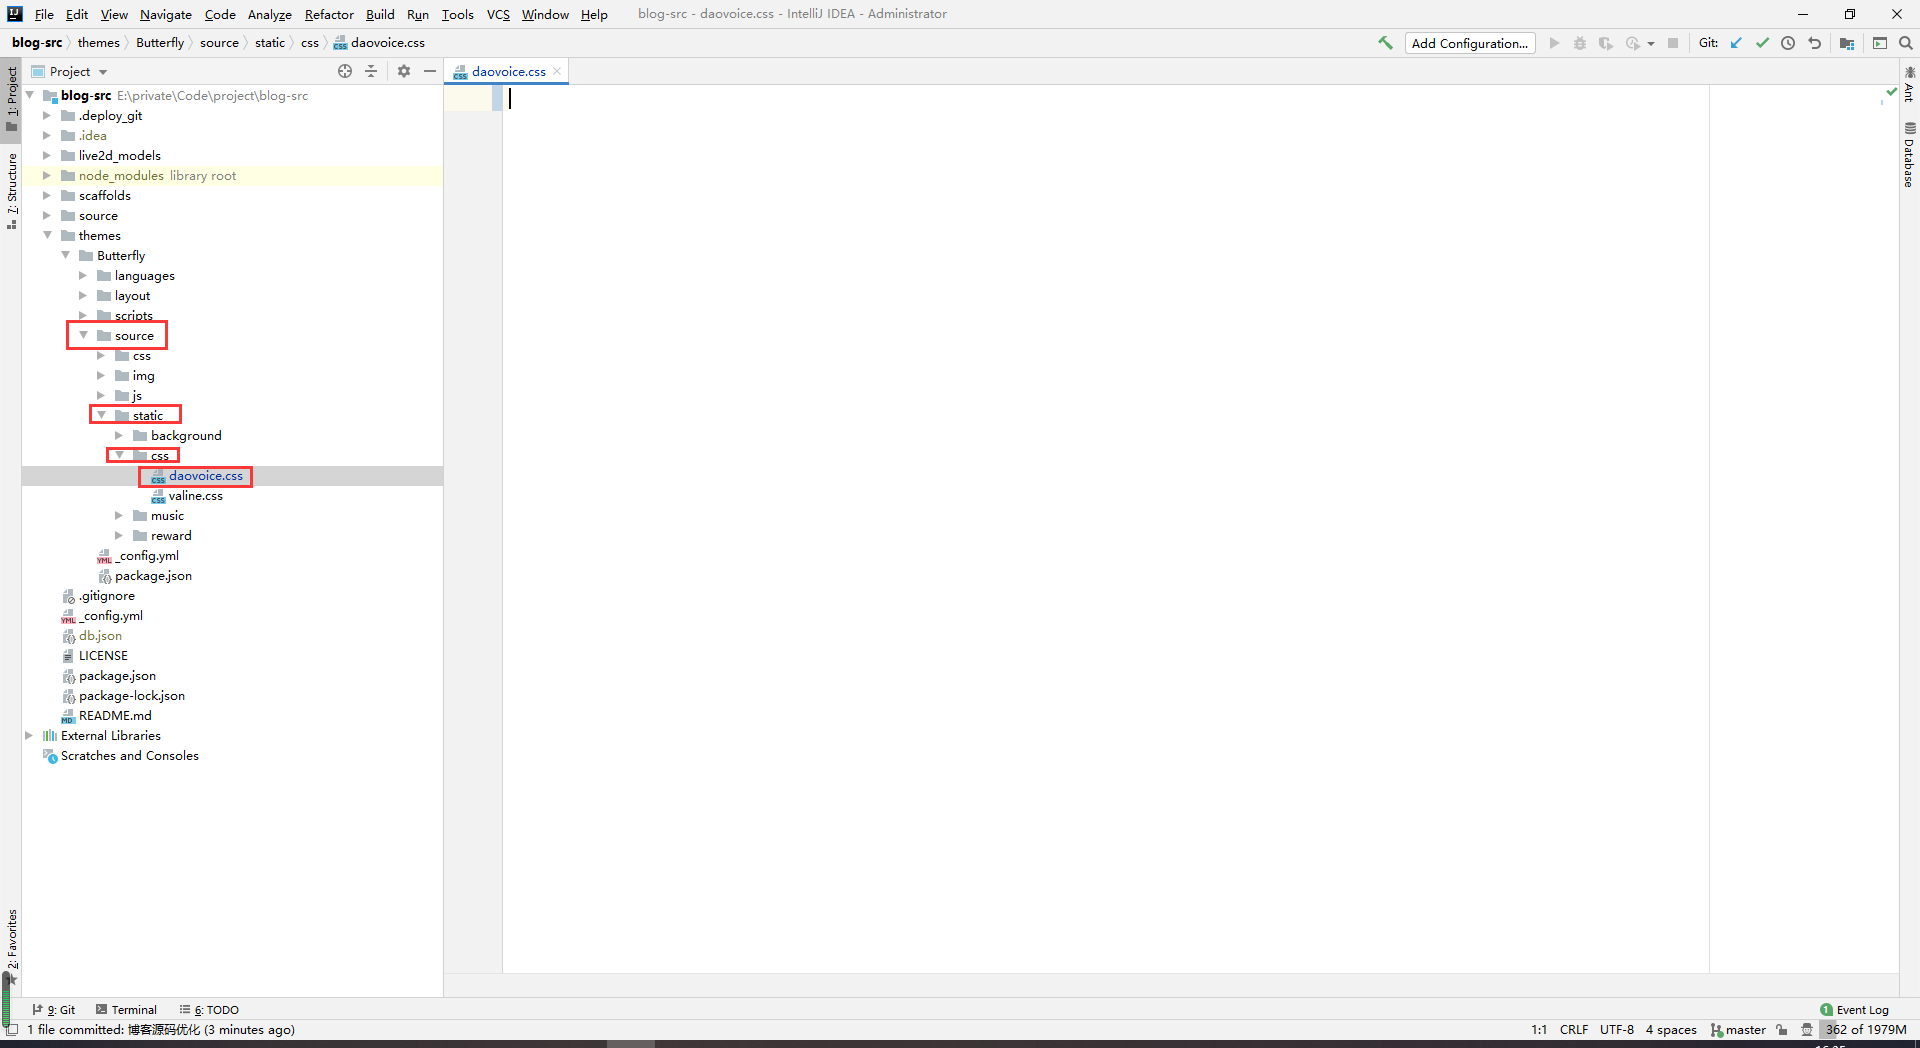 File Edit View Navigate Code Analyze Refactor Build Run Tools VCS Window Help blog-src - daovoice.css - IntelliJ IDEA - Administrator
blog-src themes Butterfly source static css daovoice.css Add Configuration... Git:
Project daovoice.css
blog-src E:\private\Code\project\blog-src
.deploy_git
.idea
live2d_models
node_modules library root
scaffolds
source
themes
Butterfly
languages
layout
scripts
source
css
img
js
static
background
css
daovoice.css
valine.css
music
reward
_config.yml
package.json
.gitignore
_config.yml
db.json
LICENSE
package.json
package-lock.json
README.md
External Libraries
Scratches and Consoles
1: Project
7: Structure
2: Favorites
Ant
Database
9: Git Terminal 6: TODO 1 Event Log
1 file committed: 博客源码优化 (3 minutes ago) 1:1 CRLF UTF-8 4 spaces master 362 of 1979M